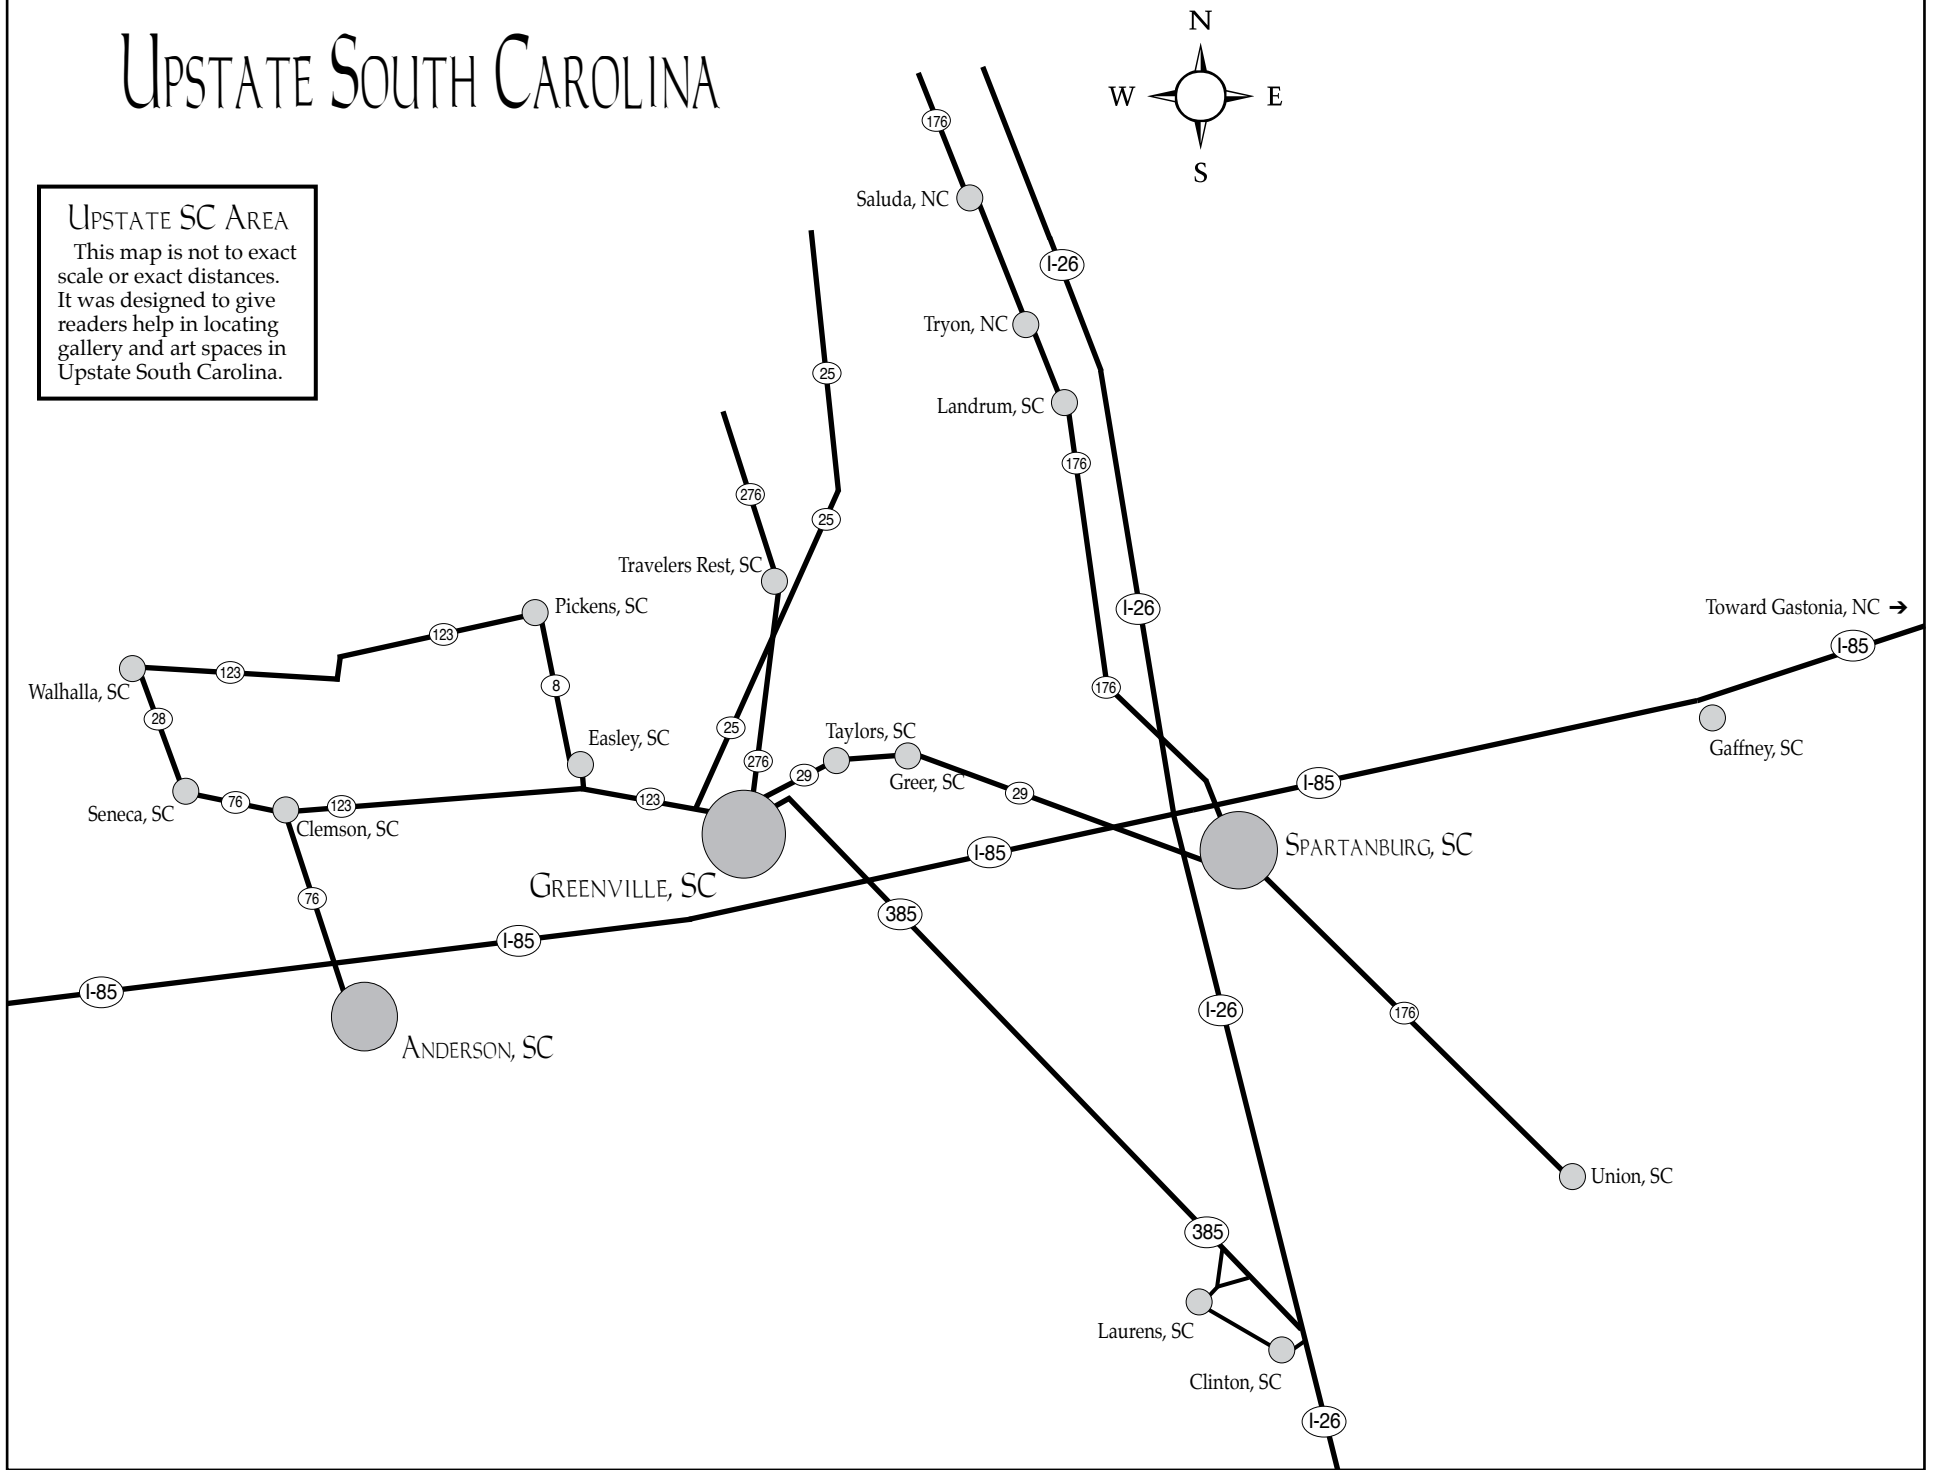 UPSTATE SOUTH CAROLINA
N
W
E
S
176
Saluda, NC
UPSTATE SC AREA
This map is not to exact
scale or exact distances.
It was designed to give
readers help in locating
gallery and art spaces in
Upstate South Carolina.
I-26
Tryon, NC
25
Landrum, SC
176
276
25
Travelers Rest, SC
Pickens, SC
I-26
Toward Gastonia, NC ➔
123
I-85
123
Walhalla, SC
8
176
28
25
Taylors, SC
Easley, SC
Gaffney, SC
276
29
Greer, SC
I-85
29
Seneca, SC
76
123
123
Clemson, SC
SPARTANBURG, SC
I-85
GREENVILLE, SC
76
385
I-85
I-85
I-26
176
ANDERSON, SC
Union, SC
385
Laurens, SC
Clinton, SC
I-26